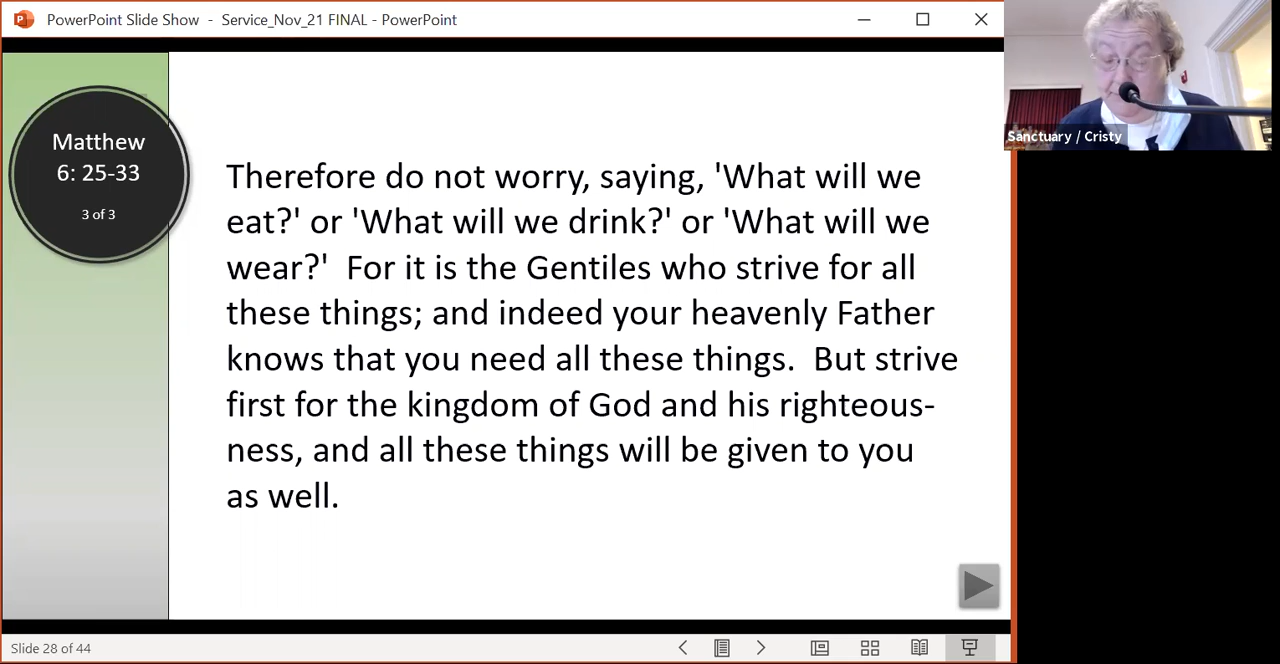 PowerPoint Slide Show - Service_Nov_21 FINAL - PowerPoint
Sanctuary / Cristy
Matthew
6: 25-33
3 of 3
Therefore do not worry, saying, 'What will we
eat?' or 'What will we drink?' or 'What will we
wear?'  For it is the Gentiles who strive for all
these things; and indeed your heavenly Father
knows that you need all these things.  But strive
first for the kingdom of God and his righteous-
ness, and all these things will be given to you
as well.
Slide 28 of 44